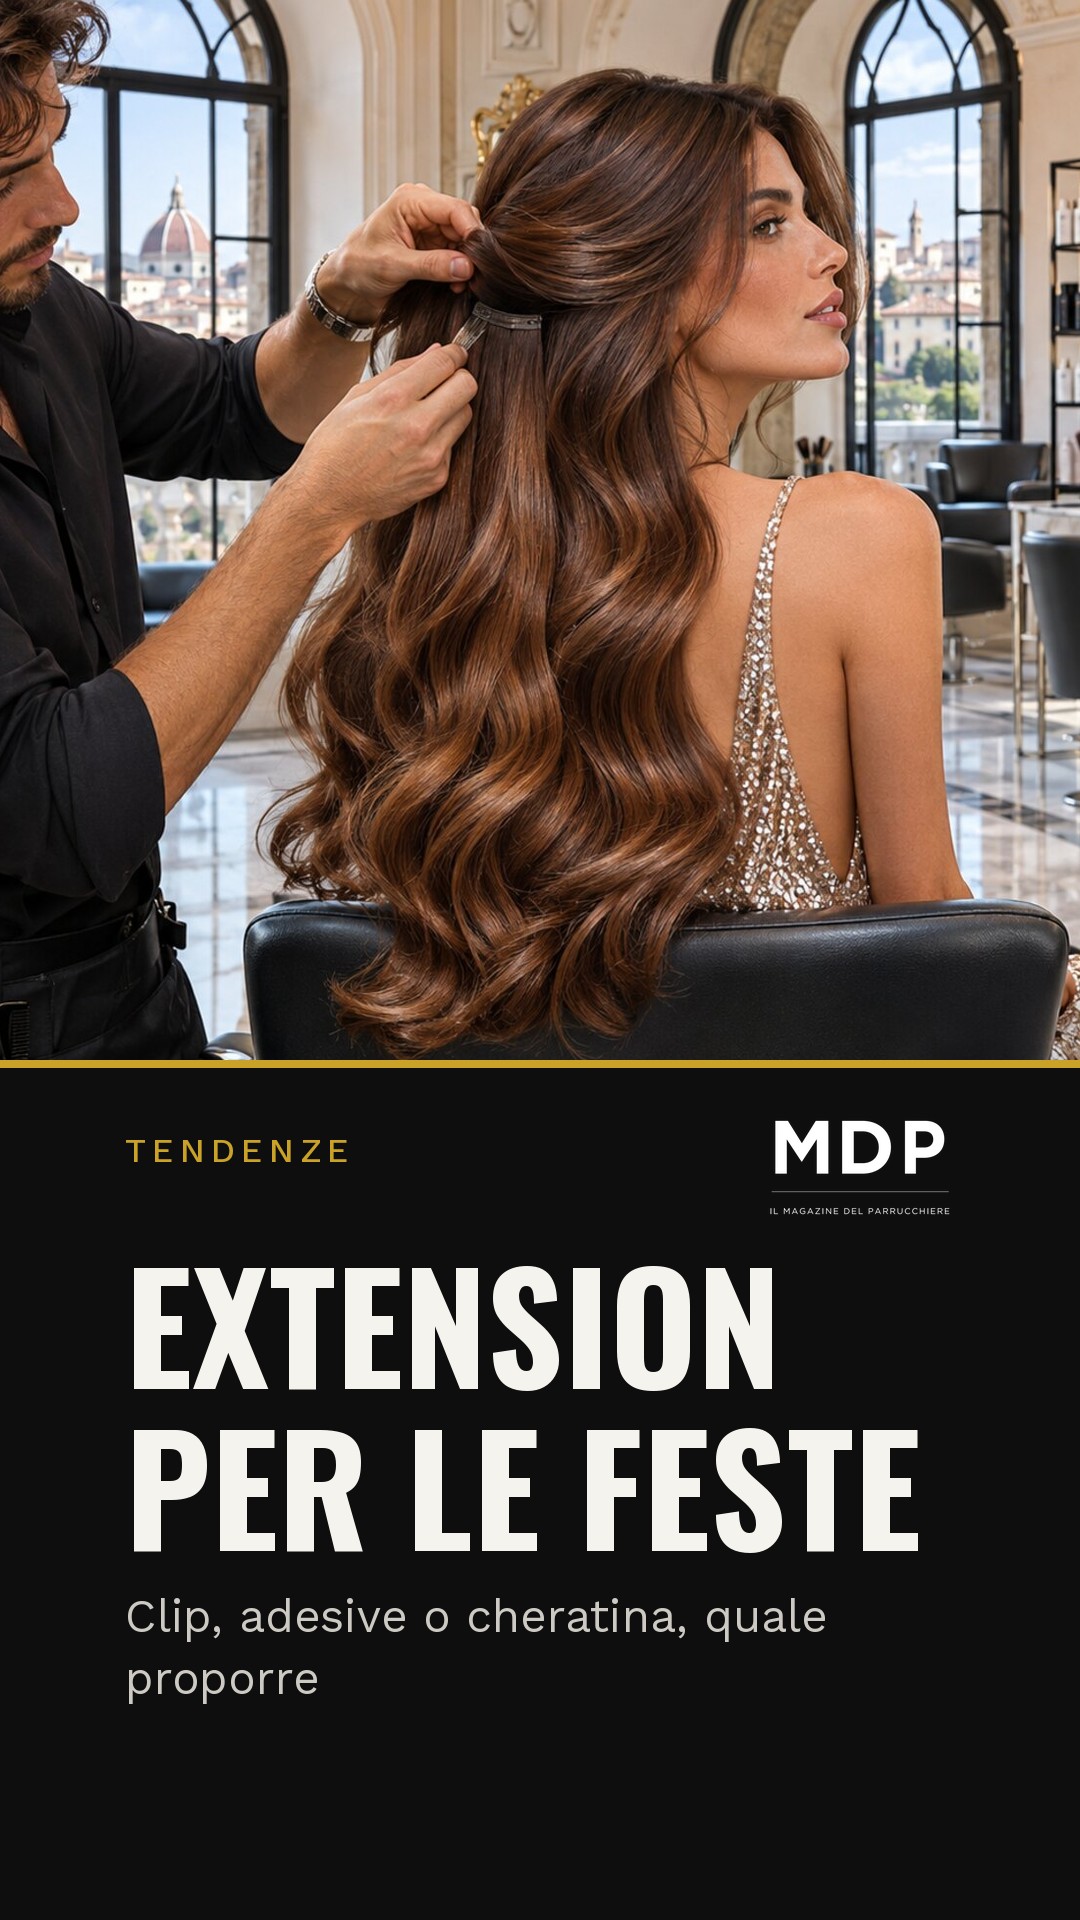 TENDENZE
MDP
IL MAGAZINE DEL PARRUCCHIERE
EXTENSION
PER LE FESTE
Clip, adesive o cheratina, quale
proporre